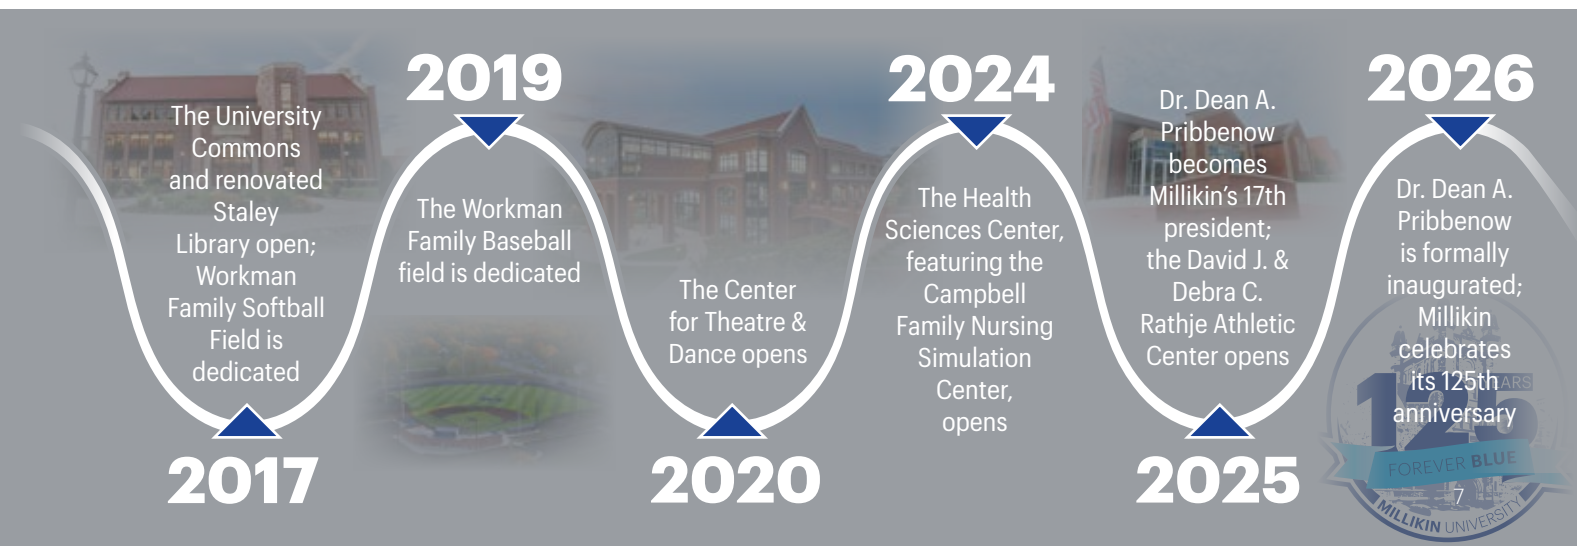 The University
Commons
and renovated
Staley
Library open;
Workman
Family Softball
Field is
dedicated
2017
2019
The Workman
Family Baseball
field is dedicated
The Center
for Theatre &
Dance opens
2020
2024
The Health
Sciences Center,
featuring the
Campbell
Family Nursing
Simulation
Center,
opens
Dr. Dean A.
Pribbenow
becomes
Millikin's 17th
president;
the David J. &
Debra C.
Rathje Athletic
Center opens
2025
2026
Dr. Dean A.
Pribbenow
is formally
inaugurated;
Millikin
celebrates
its 125th
anniversary
125 YEARS
FOREVER BLUE
7
MILLIKIN UNIVERSITY